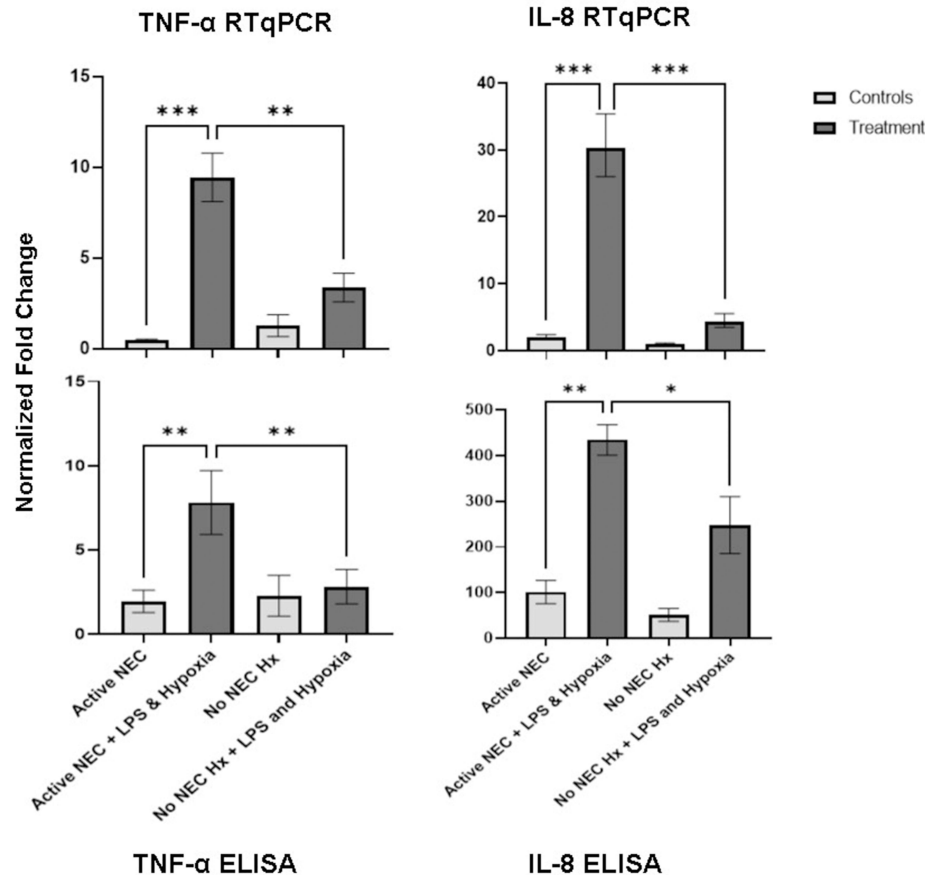 TNF-α RTqPCR
IL-8 RTqPCR
Normalized Fold Change
15
10
5
0
***
**
40
30
20
10
0
***
***
Controls
Treatment
15
10
5
0
**
**
500
400
300
200
100
0
**
*
Active NEC
Active NEC + LPS & Hypoxia
No NEC Hx
No NEC Hx + LPS and Hypoxia
Active NEC
Active NEC + LPS & Hypoxia
No NEC Hx
No NEC Hx + LPS and Hypoxia
TNF-α ELISA
IL-8 ELISA